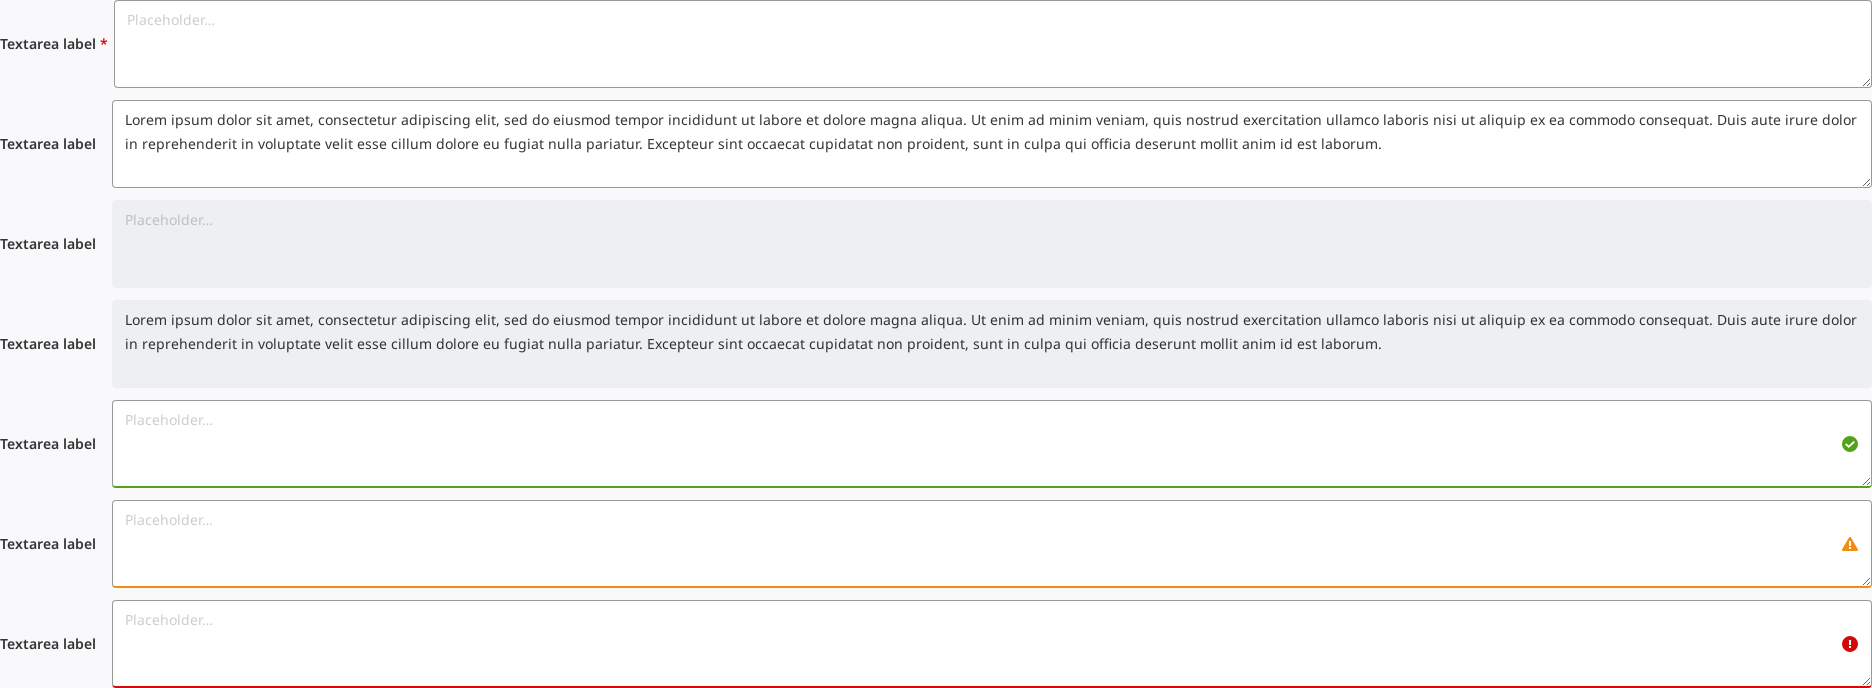 Textarea label *
Placeholder...
Textarea label
Lorem ipsum dolor sit amet, consectetur adipiscing elit, sed do eiusmod tempor incididunt ut labore et dolore magna aliqua. Ut enim ad minim veniam, quis nostrud exercitation ullamco laboris nisi ut aliquip ex ea commodo consequat. Duis aute irure dolor
in reprehenderit in voluptate velit esse cillum dolore eu fugiat nulla pariatur. Excepteur sint occaecat cupidatat non proident, sunt in culpa qui officia deserunt mollit anim id est laborum.
Textarea label
Placeholder...
Textarea label
Lorem ipsum dolor sit amet, consectetur adipiscing elit, sed do eiusmod tempor incididunt ut labore et dolore magna aliqua. Ut enim ad minim veniam, quis nostrud exercitation ullamco laboris nisi ut aliquip ex ea commodo consequat. Duis aute irure dolor
in reprehenderit in voluptate velit esse cillum dolore eu fugiat nulla pariatur. Excepteur sint occaecat cupidatat non proident, sunt in culpa qui officia deserunt mollit anim id est laborum.
Textarea label
Placeholder...
Textarea label
Placeholder...
Textarea label
Placeholder...